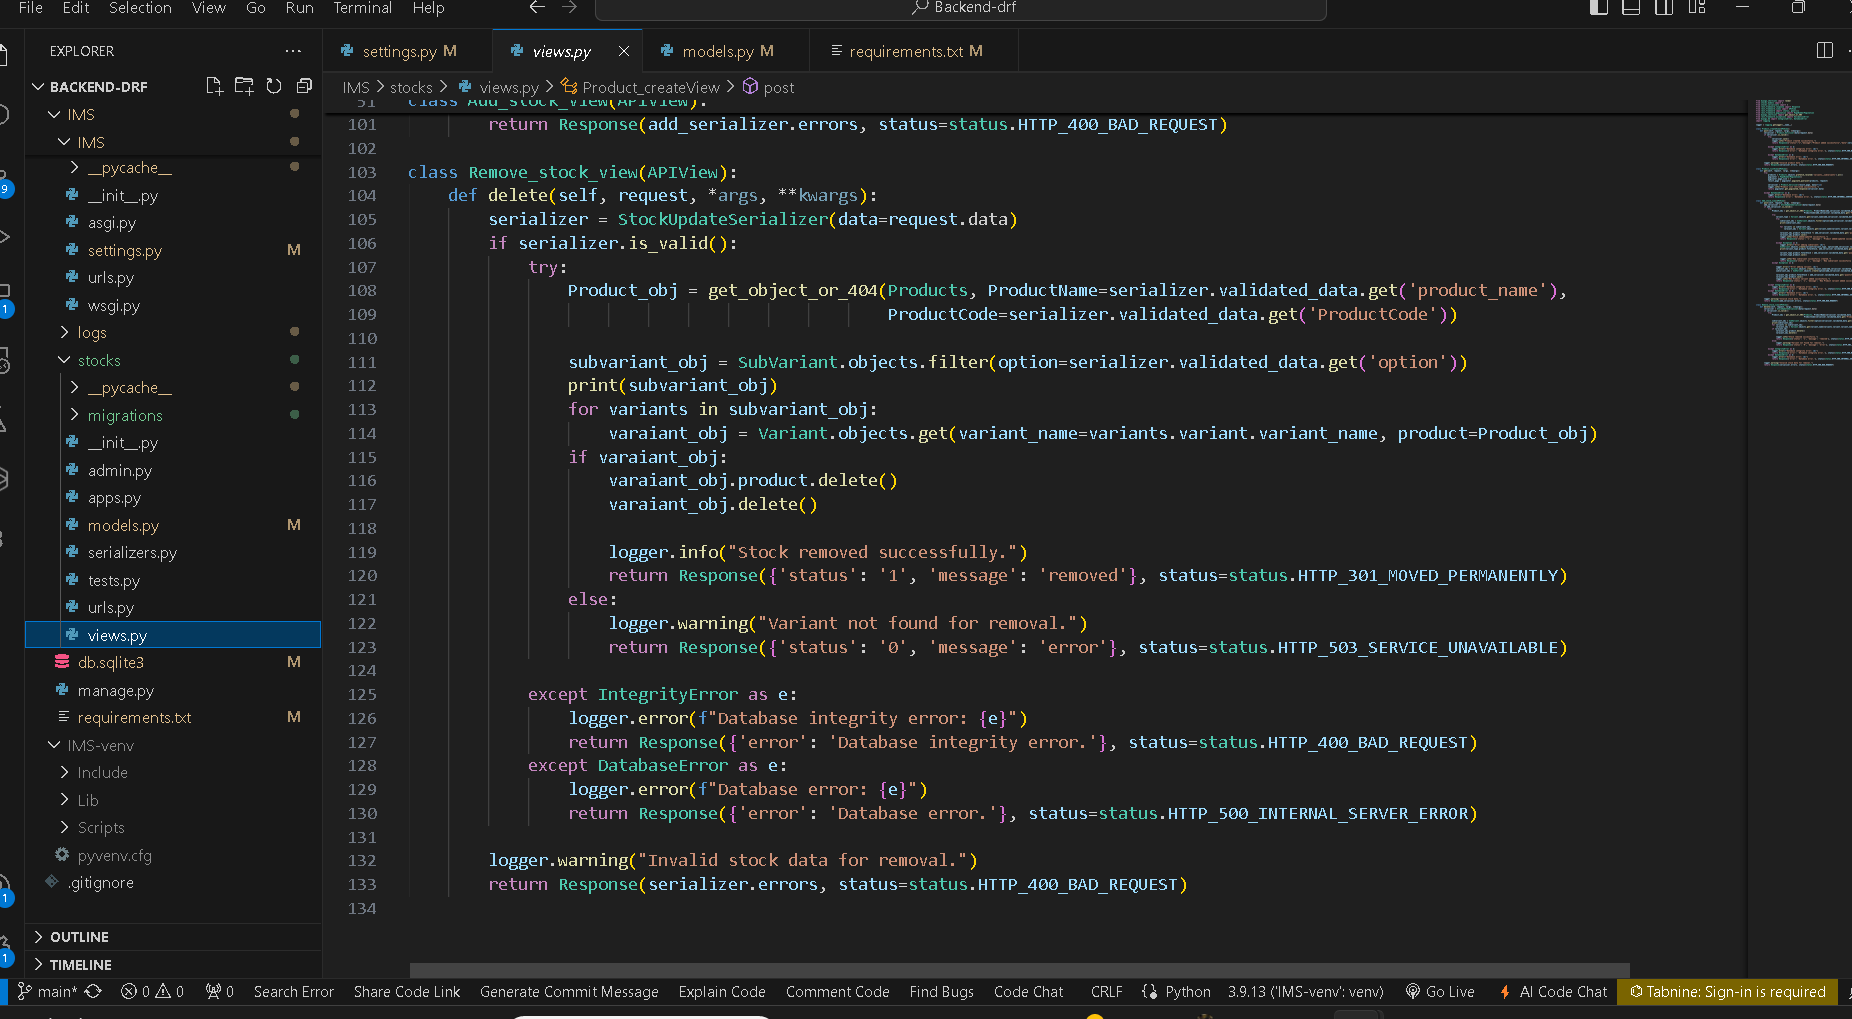 File Edit Selection View Go Run Terminal Help
Backend-drf
EXPLORER
BACKEND-DRF
IMS
IMS
__pycache__
__init__.py
asgi.py
settings.py M
urls.py
wsgi.py
logs
stocks
__pycache__
migrations
__init__.py
admin.py
apps.py
models.py M
serializers.py
tests.py
urls.py
views.py
db.sqlite3 M
manage.py
requirements.txt M
IMS-venv
Include
Lib
Scripts
pyvenv.cfg
.gitignore
OUTLINE
TIMELINE
9
1
1
1
settings.py M views.py models.py M requirements.txt M
IMS > stocks > views.py > Product_createView > post
51 class Add_stock_view(APIView):
101 return Response(add_serializer.errors, status=status.HTTP_400_BAD_REQUEST)
102
103 class Remove_stock_view(APIView):
104 def delete(self, request, *args, **kwargs):
105 serializer = StockUpdateSerializer(data=request.data)
106 if serializer.is_valid():
107 try:
108 Product_obj = get_object_or_404(Products, ProductName=serializer.validated_data.get('product_name'),
109 ProductCode=serializer.validated_data.get('ProductCode'))
110
111 subvariant_obj = SubVariant.objects.filter(option=serializer.validated_data.get('option'))
112 print(subvariant_obj)
113 for variants in subvariant_obj:
114 varaiant_obj = Variant.objects.get(variant_name=variants.variant.variant_name, product=Product_obj)
115 if varaiant_obj:
116 varaiant_obj.product.delete()
117 varaiant_obj.delete()
118
119 logger.info("Stock removed successfully.")
120 return Response({'status': '1', 'message': 'removed'}, status=status.HTTP_301_MOVED_PERMANENTLY)
121 else:
122 logger.warning("Variant not found for removal.")
123 return Response({'status': '0', 'message': 'error'}, status=status.HTTP_503_SERVICE_UNAVAILABLE)
124
125 except IntegrityError as e:
126 logger.error(f"Database integrity error: {e}")
127 return Response({'error': 'Database integrity error.'}, status=status.HTTP_400_BAD_REQUEST)
128 except DatabaseError as e:
129 logger.error(f"Database error: {e}")
130 return Response({'error': 'Database error.'}, status=status.HTTP_500_INTERNAL_SERVER_ERROR)
131
132 logger.warning("Invalid stock data for removal.")
133 return Response(serializer.errors, status=status.HTTP_400_BAD_REQUEST)
134
main* 0 0 0 Search Error Share Code Link Generate Commit Message Explain Code Comment Code Find Bugs Code Chat CRLF Python 3.9.13 ('IMS-venv': venv) Go Live AI Code Chat Tabnine: Sign-in is required